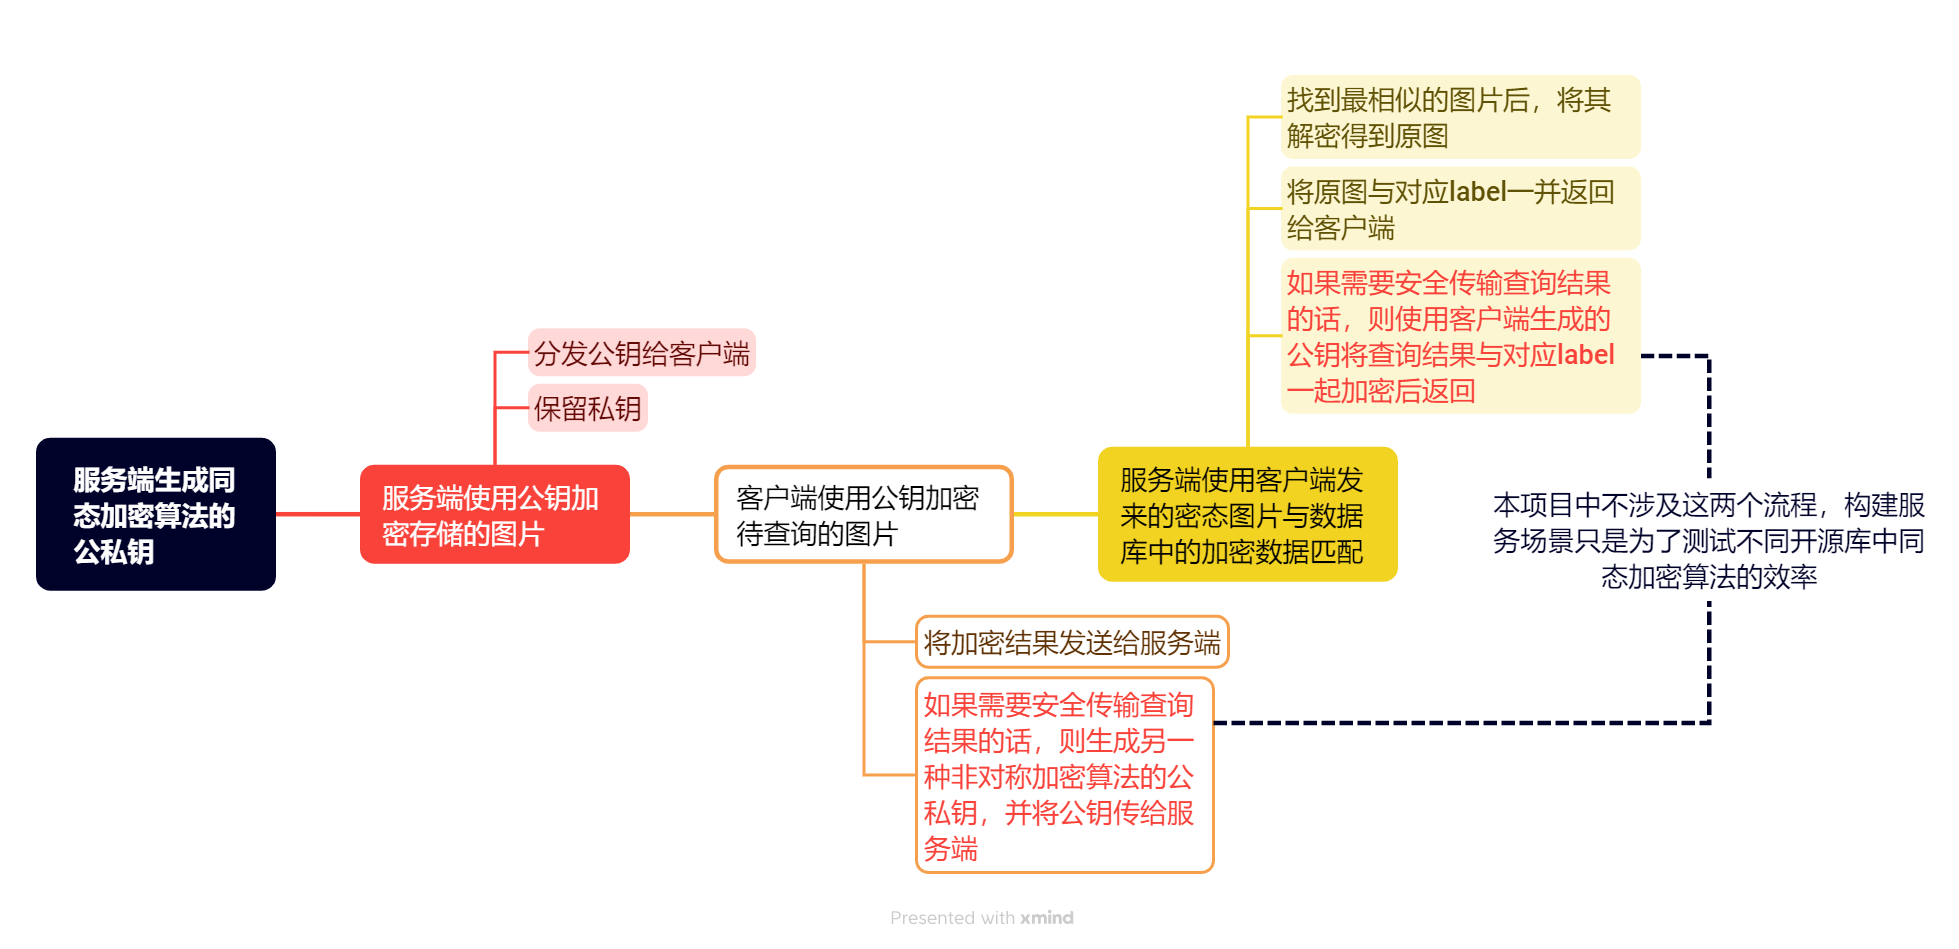 服务端生成同
态加密算法的
公私钥
服务端使用公钥加
密存储的图片
分发公钥给客户端
保留私钥
客户端使用公钥加密
待查询的图片
将加密结果发送给服务端
如果需要安全传输查询
结果的话，则生成另一
种非对称加密算法的公
私钥，并将公钥传给服
务端
服务端使用客户端发
来的密态图片与数据
库中的加密数据匹配
找到最相似的图片后，将其
解密得到原图
将原图与对应label一并返回
给客户端
如果需要安全传输查询结果
的话，则使用客户端生成的
公钥将查询结果与对应label
一起加密后返回
本项目中不涉及这两个流程，构建服
务场景只是为了测试不同开源库中同
态加密算法的效率
Presented with xmind